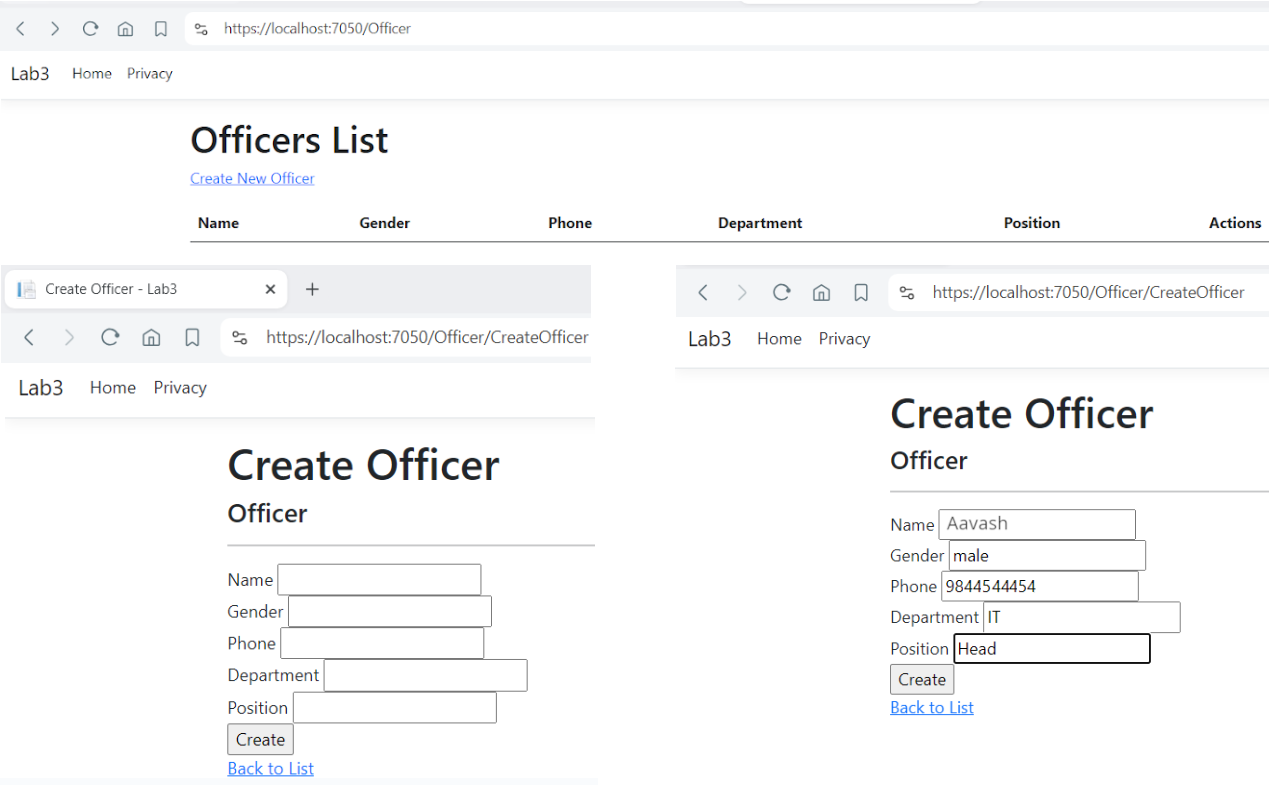 https://localhost:7050/Officer
Lab3 Home Privacy
Officers List
Create New Officer
Name Gender Phone Department Position Actions
Create Officer - Lab3
https://localhost:7050/Officer/CreateOfficer
Lab3 Home Privacy
Create Officer
Officer
Name
Gender
Phone
Department
Position
Create
Back to List
https://localhost:7050/Officer/CreateOfficer
Lab3 Home Privacy
Create Officer
Officer
Name Aavash
Gender male
Phone 9844544454
Department IT
Position Head
Create
Back to List